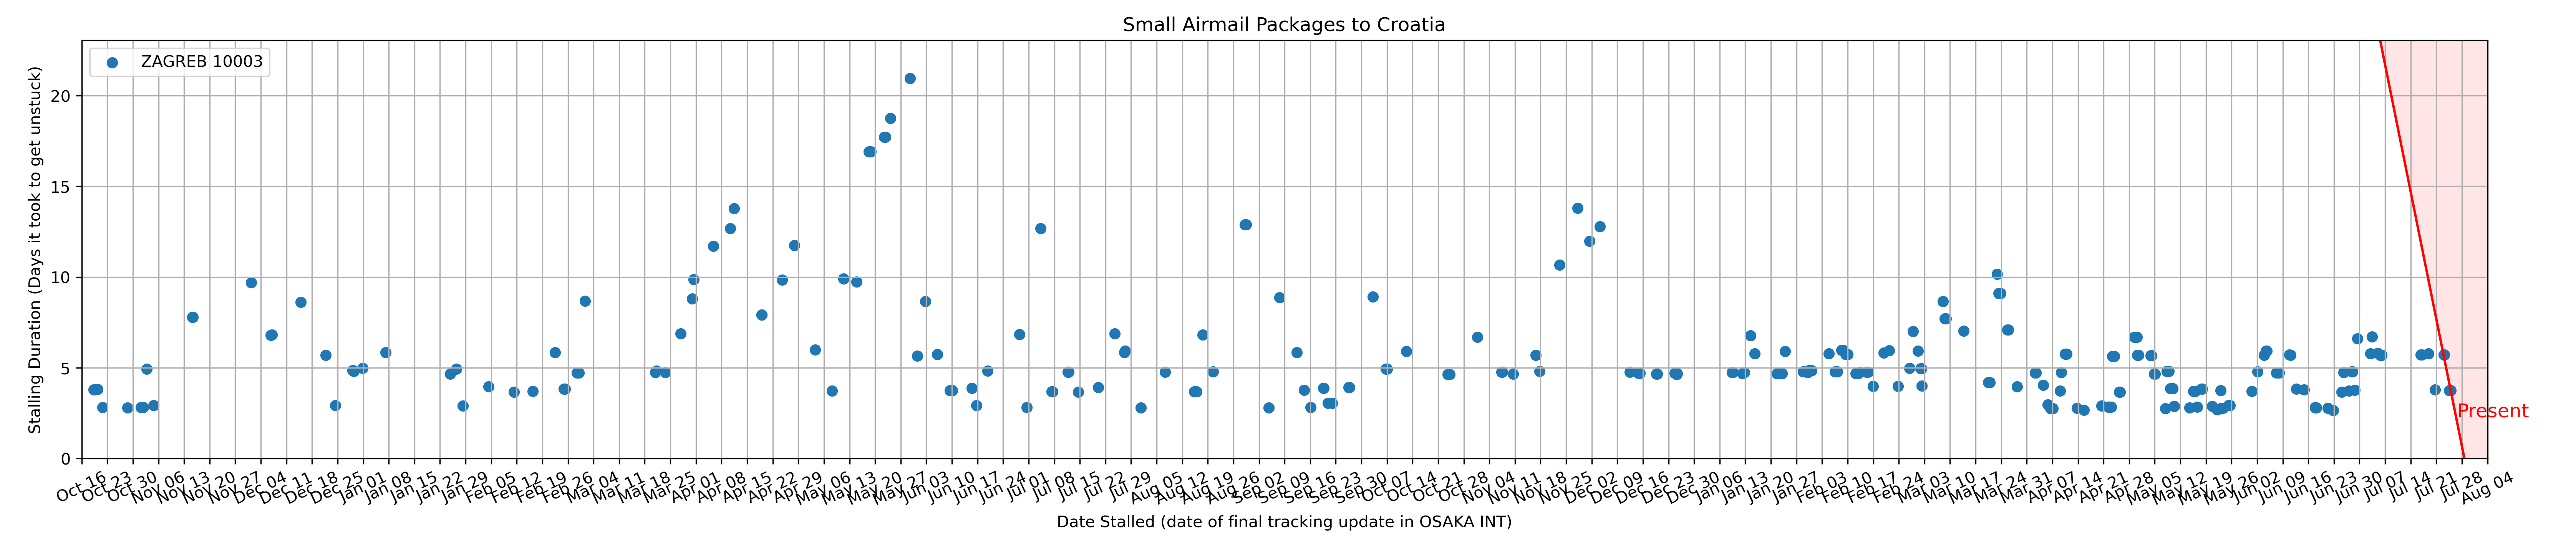 Small Airmail Packages to Croatia
ZAGREB 10003
Stalling Duration (Days it took to get unstuck)
20
15
10
5
0
Present
Oct 16
Oct 23
Oct 30
Nov 06
Nov 13
Nov 20
Nov 27
Dec 04
Dec 11
Dec 18
Dec 25
Jan 01
Jan 08
Jan 15
Jan 22
Jan 29
Feb 05
Feb 12
Feb 19
Feb 26
Mar 04
Mar 11
Mar 18
Mar 25
Apr 01
Apr 08
Apr 15
Apr 22
Apr 29
May 06
May 13
May 20
May 27
Jun 03
Jun 10
Jun 17
Jun 24
Jul 01
Jul 08
Jul 15
Jul 22
Jul 29
Aug 05
Aug 12
Aug 19
Aug 26
Sep 02
Sep 09
Sep 16
Sep 23
Sep 30
Oct 07
Oct 14
Oct 21
Oct 28
Nov 04
Nov 11
Nov 18
Nov 25
Dec 02
Dec 09
Dec 16
Dec 23
Dec 30
Jan 06
Jan 13
Jan 20
Jan 27
Feb 03
Feb 10
Feb 17
Feb 24
Mar 03
Mar 10
Mar 17
Mar 24
Mar 31
Apr 07
Apr 14
Apr 21
Apr 28
May 05
May 12
May 19
May 26
Jun 02
Jun 09
Jun 16
Jun 23
Jun 30
Jul 07
Jul 14
Jul 21
Jul 28
Aug 04
Date Stalled (date of final tracking update in OSAKA INT)